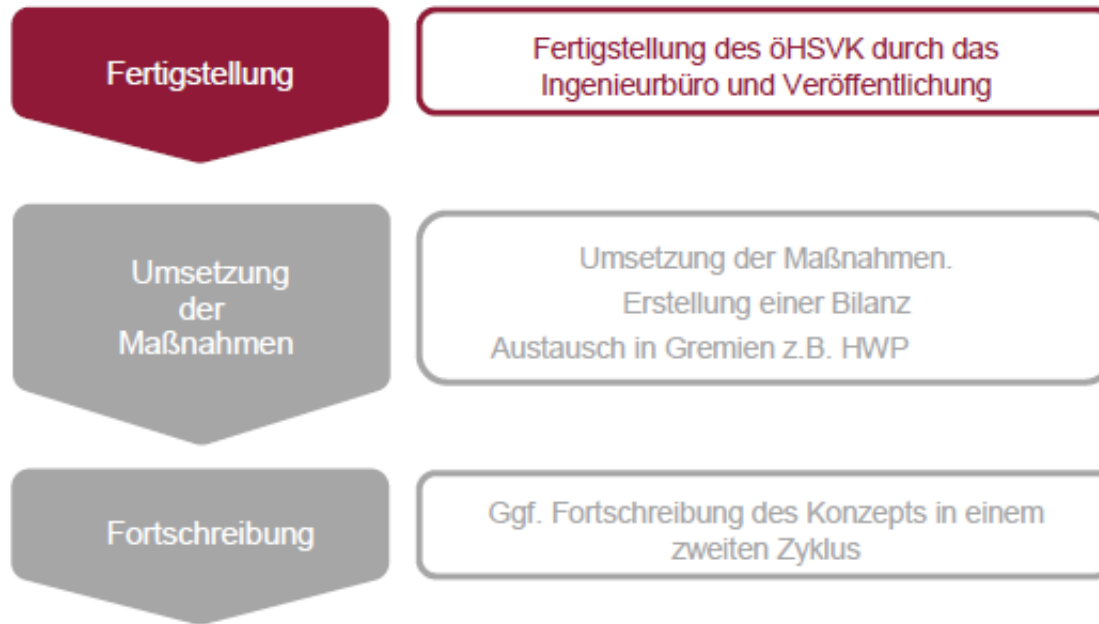 Fertigstellung
Fertigstellung des öHSVK durch das
Ingenieurbüro und Veröffentlichung
Umsetzung
der
Maßnahmen
Umsetzung der Maßnahmen.
Erstellung einer Bilanz
Austausch in Gremien z.B. HWP
Fortschreibung
Ggf. Fortschreibung des Konzepts in einem
zweiten Zyklus